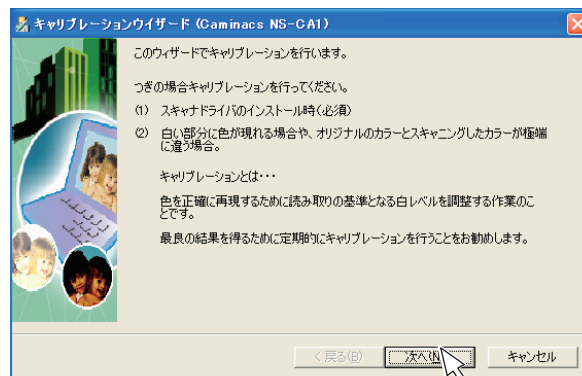 キャリブレーションウィザード (Caminacs NS-CA1)
このウィザードでキャリブレーションを行います。
つぎの場合キャリブレーションを行ってください。
(1) スキャナドライバのインストール時(必須)
(2) 白い部分に色が現れる場合や、オリジナルのカラーとスキャニングしたカラーが極端
に違う場合。
キャリブレーションとは・・・
色を正確に再現するために読み取りの基準となる白レベルを調整する作業のこ
とです。
最良の結果を得るために定期的にキャリブレーションを行うことをお勧めします。
< 戻る(B)
次へ(N
キャンセル